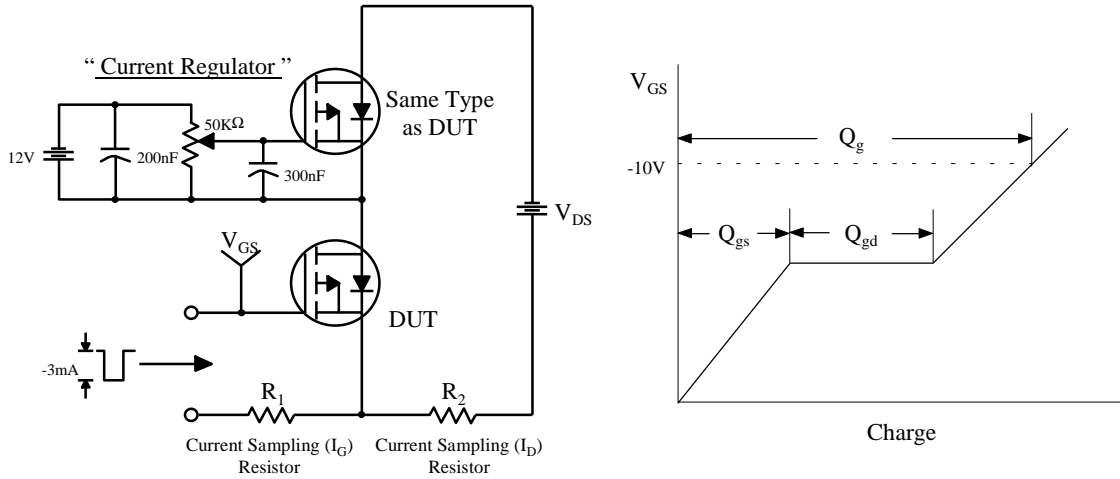 “ Current Regulator ”
Same Type
as DUT
50KΩ
12V
200nF
300nF
V_DS
V_GS
DUT
-3mA
R_1
R_2
Current Sampling (I_G)
Resistor
Current Sampling (I_D)
Resistor
V_GS
Q_g
-10V
Q_gs
Q_gd
Charge